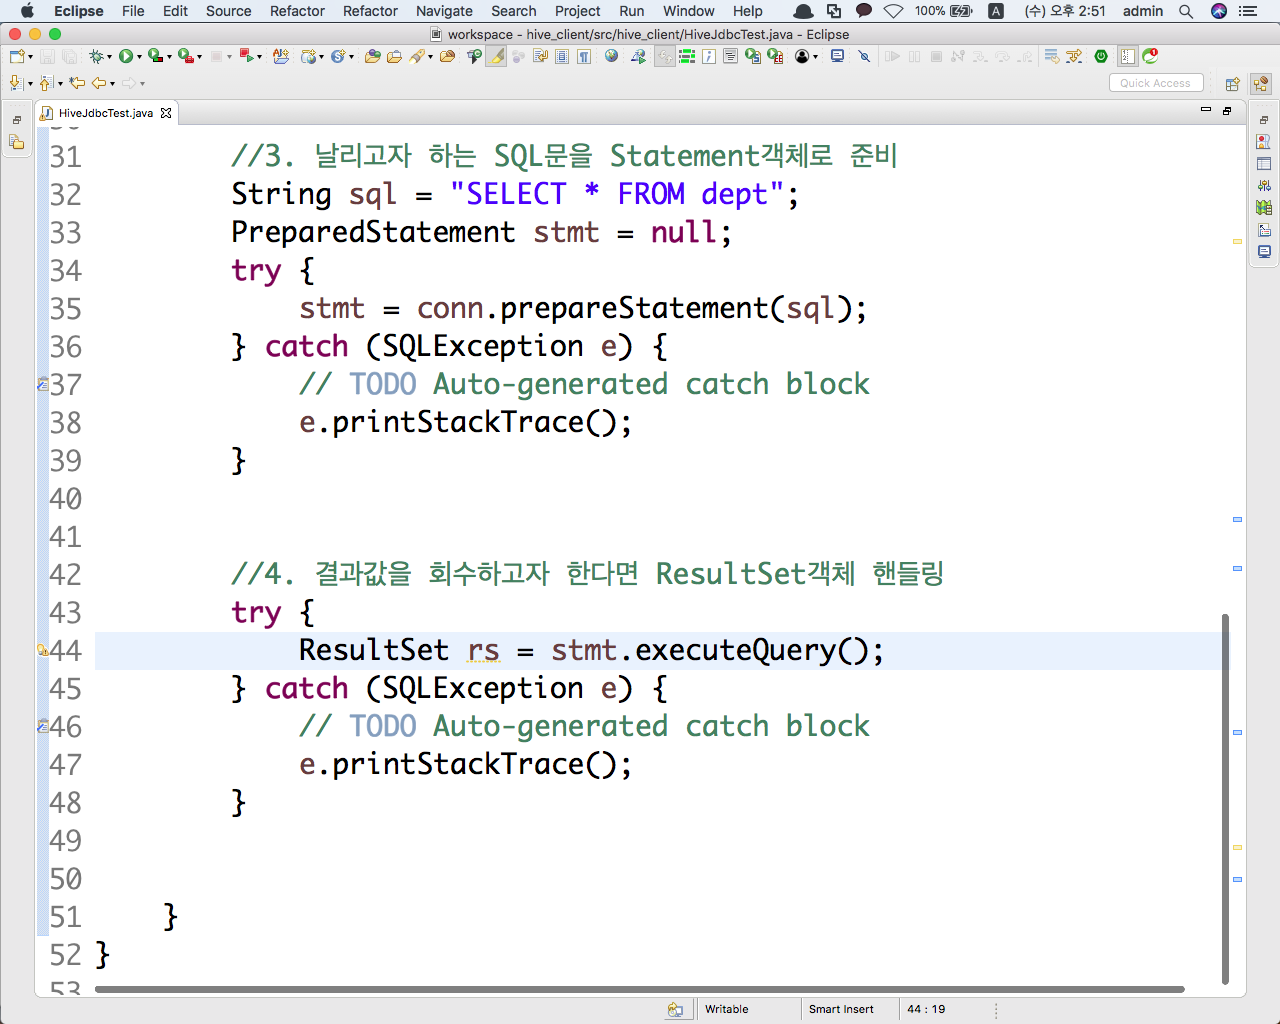 Eclipse File Edit Source Refactor Refactor Navigate Search Project Run Window Help 100% A (수) 오후 2:51 admin
workspace - hive_client/src/hive_client/HiveJdbcTest.java - Eclipse
Quick Access
HiveJdbcTest.java
31 //3. 날리고자 하는 SQL문을 Statement객체로 준비
32 String sql = "SELECT * FROM dept";
33 PreparedStatement stmt = null;
34 try {
35 stmt = conn.prepareStatement(sql);
36 } catch (SQLException e) {
37 // TODO Auto-generated catch block
38 e.printStackTrace();
39 }
40
41
42 //4. 결과값을 회수하고자 한다면 ResultSet객체 핸들링
43 try {
44 ResultSet rs = stmt.executeQuery();
45 } catch (SQLException e) {
46 // TODO Auto-generated catch block
47 e.printStackTrace();
48 }
49
50
51 }
52 }
53
Writable Smart Insert 44 : 19